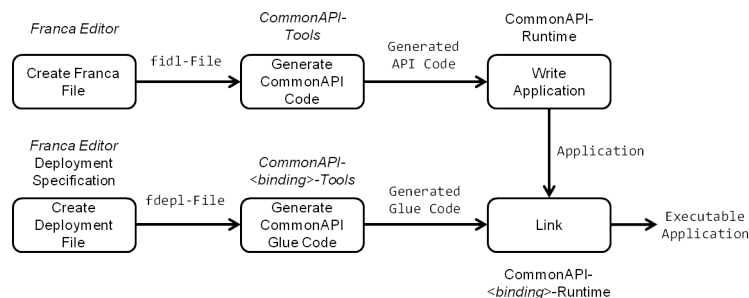 Franca Editor
CommonAPI-
Tools
CommonAPI-
Runtime
Create Franca
File
fidl-File
Generate
CommonAPI
Code
Generated
API Code
Write
Application
Application
Franca Editor
Deployment
Specification
CommonAPI-
<binding>-Tools
Create
Deployment
File
fdepl-File
Generate
CommonAPI
Glue Code
Generated
Glue Code
Link
Executable
Application
CommonAPI-
<binding>-Runtime